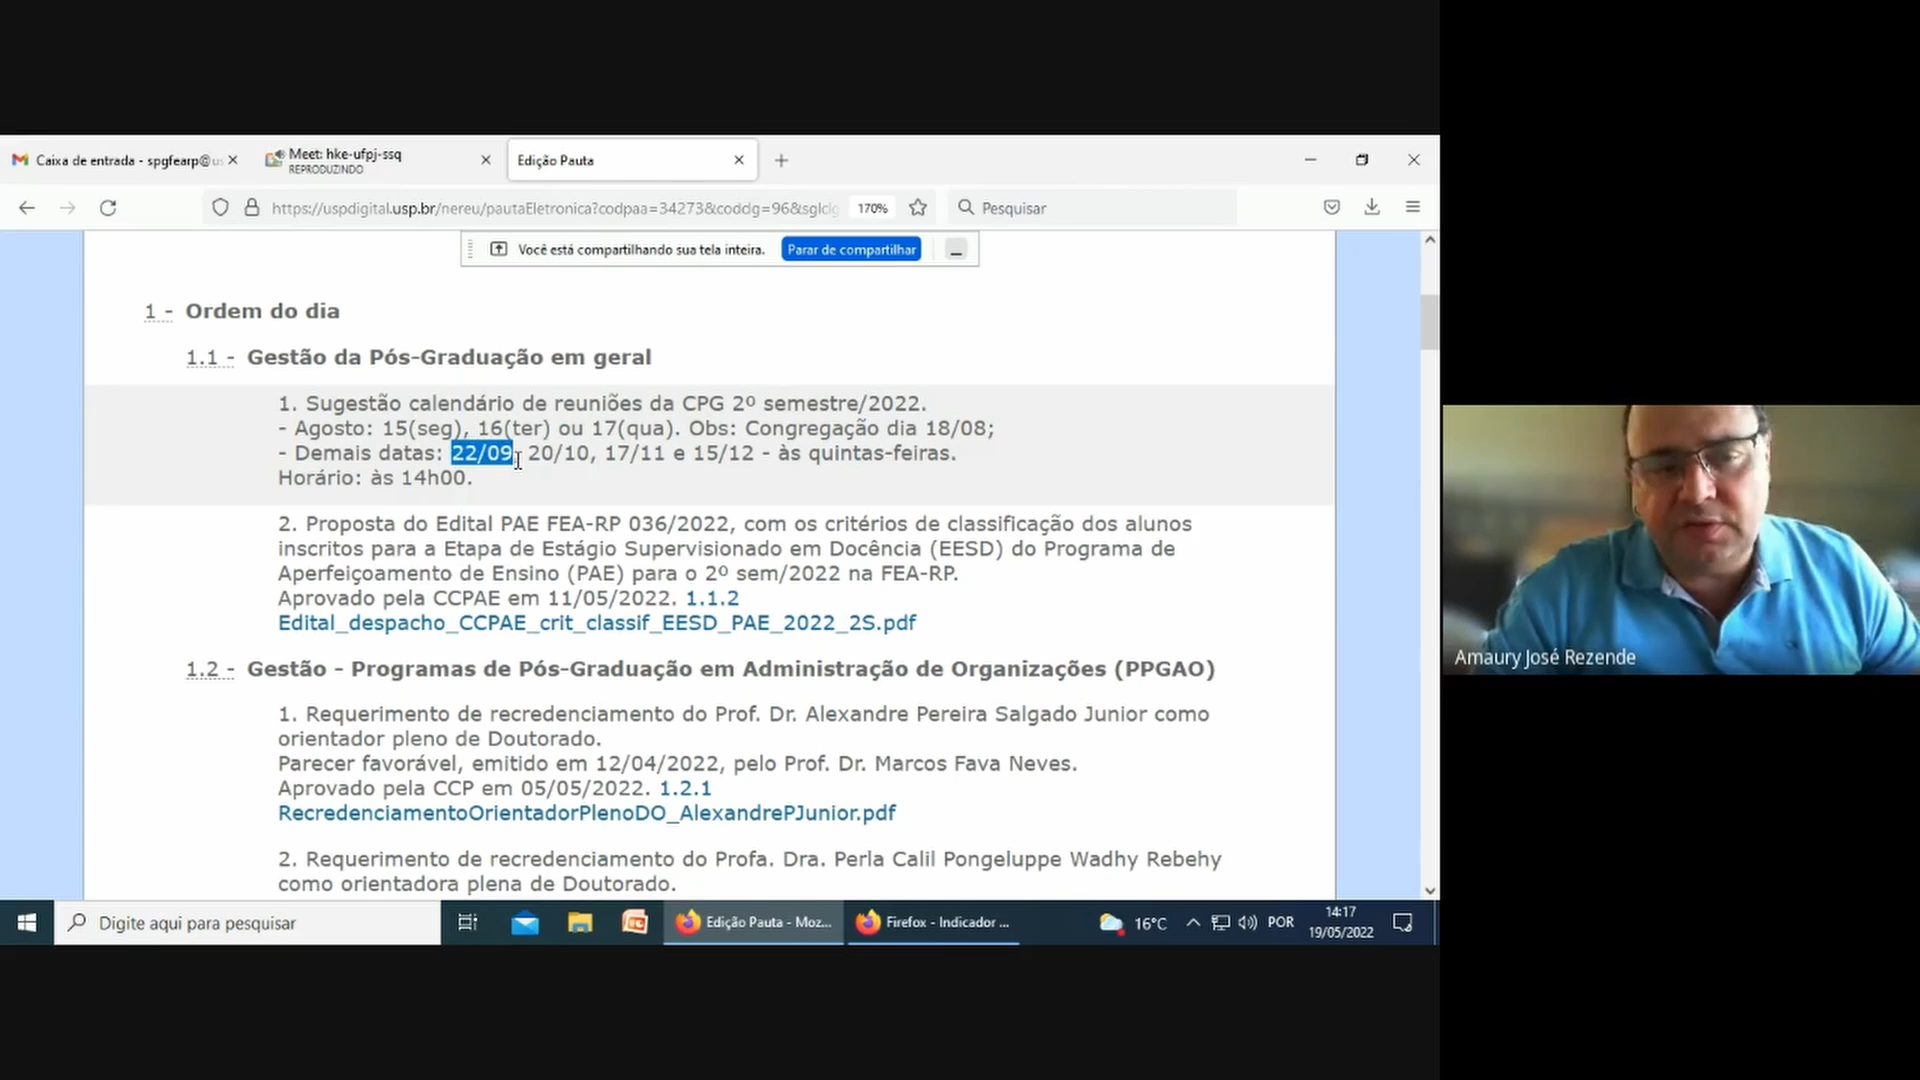 Caixa de entrada - spgfearp@us
Meet: hke-ufpj-ssq
REPRODUZINDO
Edição Pauta
https://uspdigital.usp.br/nereu/pautaEletronica?codpaa=34273&codclg=96&sglclg
170%
Pesquisar
Você está compartilhando sua tela inteira.
Parar de compartilhar
1 - Ordem do dia
1.1 - Gestão da Pós-Graduação em geral
1. Sugestão calendário de reuniões da CPG 2º semestre/2022.
- Agosto: 15(seg), 16(ter) ou 17(qua). Obs: Congregação dia 18/08;
- Demais datas: 22/09, 20/10, 17/11 e 15/12 - às quintas-feiras.
Horário: às 14h00.
2. Proposta do Edital PAE FEA-RP 036/2022, com os critérios de classificação dos alunos
inscritos para a Etapa de Estágio Supervisionado em Docência (EESD) do Programa de
Aperfeiçoamento de Ensino (PAE) para o 2º sem/2022 na FEA-RP.
Aprovado pela CCPAE em 11/05/2022. 1.1.2
Edital_despacho_CCPAE_crit_classif_EESD_PAE_2022_2S.pdf
1.2 - Gestão - Programas de Pós-Graduação em Administração de Organizações (PPGAO)
1. Requerimento de recredenciamento do Prof. Dr. Alexandre Pereira Salgado Junior como
orientador pleno de Doutorado.
Parecer favorável, emitido em 12/04/2022, pelo Prof. Dr. Marcos Fava Neves.
Aprovado pela CCP em 05/05/2022. 1.2.1
RecredenciamentoOrientadorPlenoDO_AlexandrePJunior.pdf
2. Requerimento de recredenciamento do Profa. Dra. Perla Calil Pongeluppe Wadhy Rebehy
como orientadora plena de Doutorado.
Digite aqui para pesquisar
Edição Pauta - Moz...
Firefox - Indicador ...
16°C
POR
14:17
19/05/2022
Amaury José Rezende